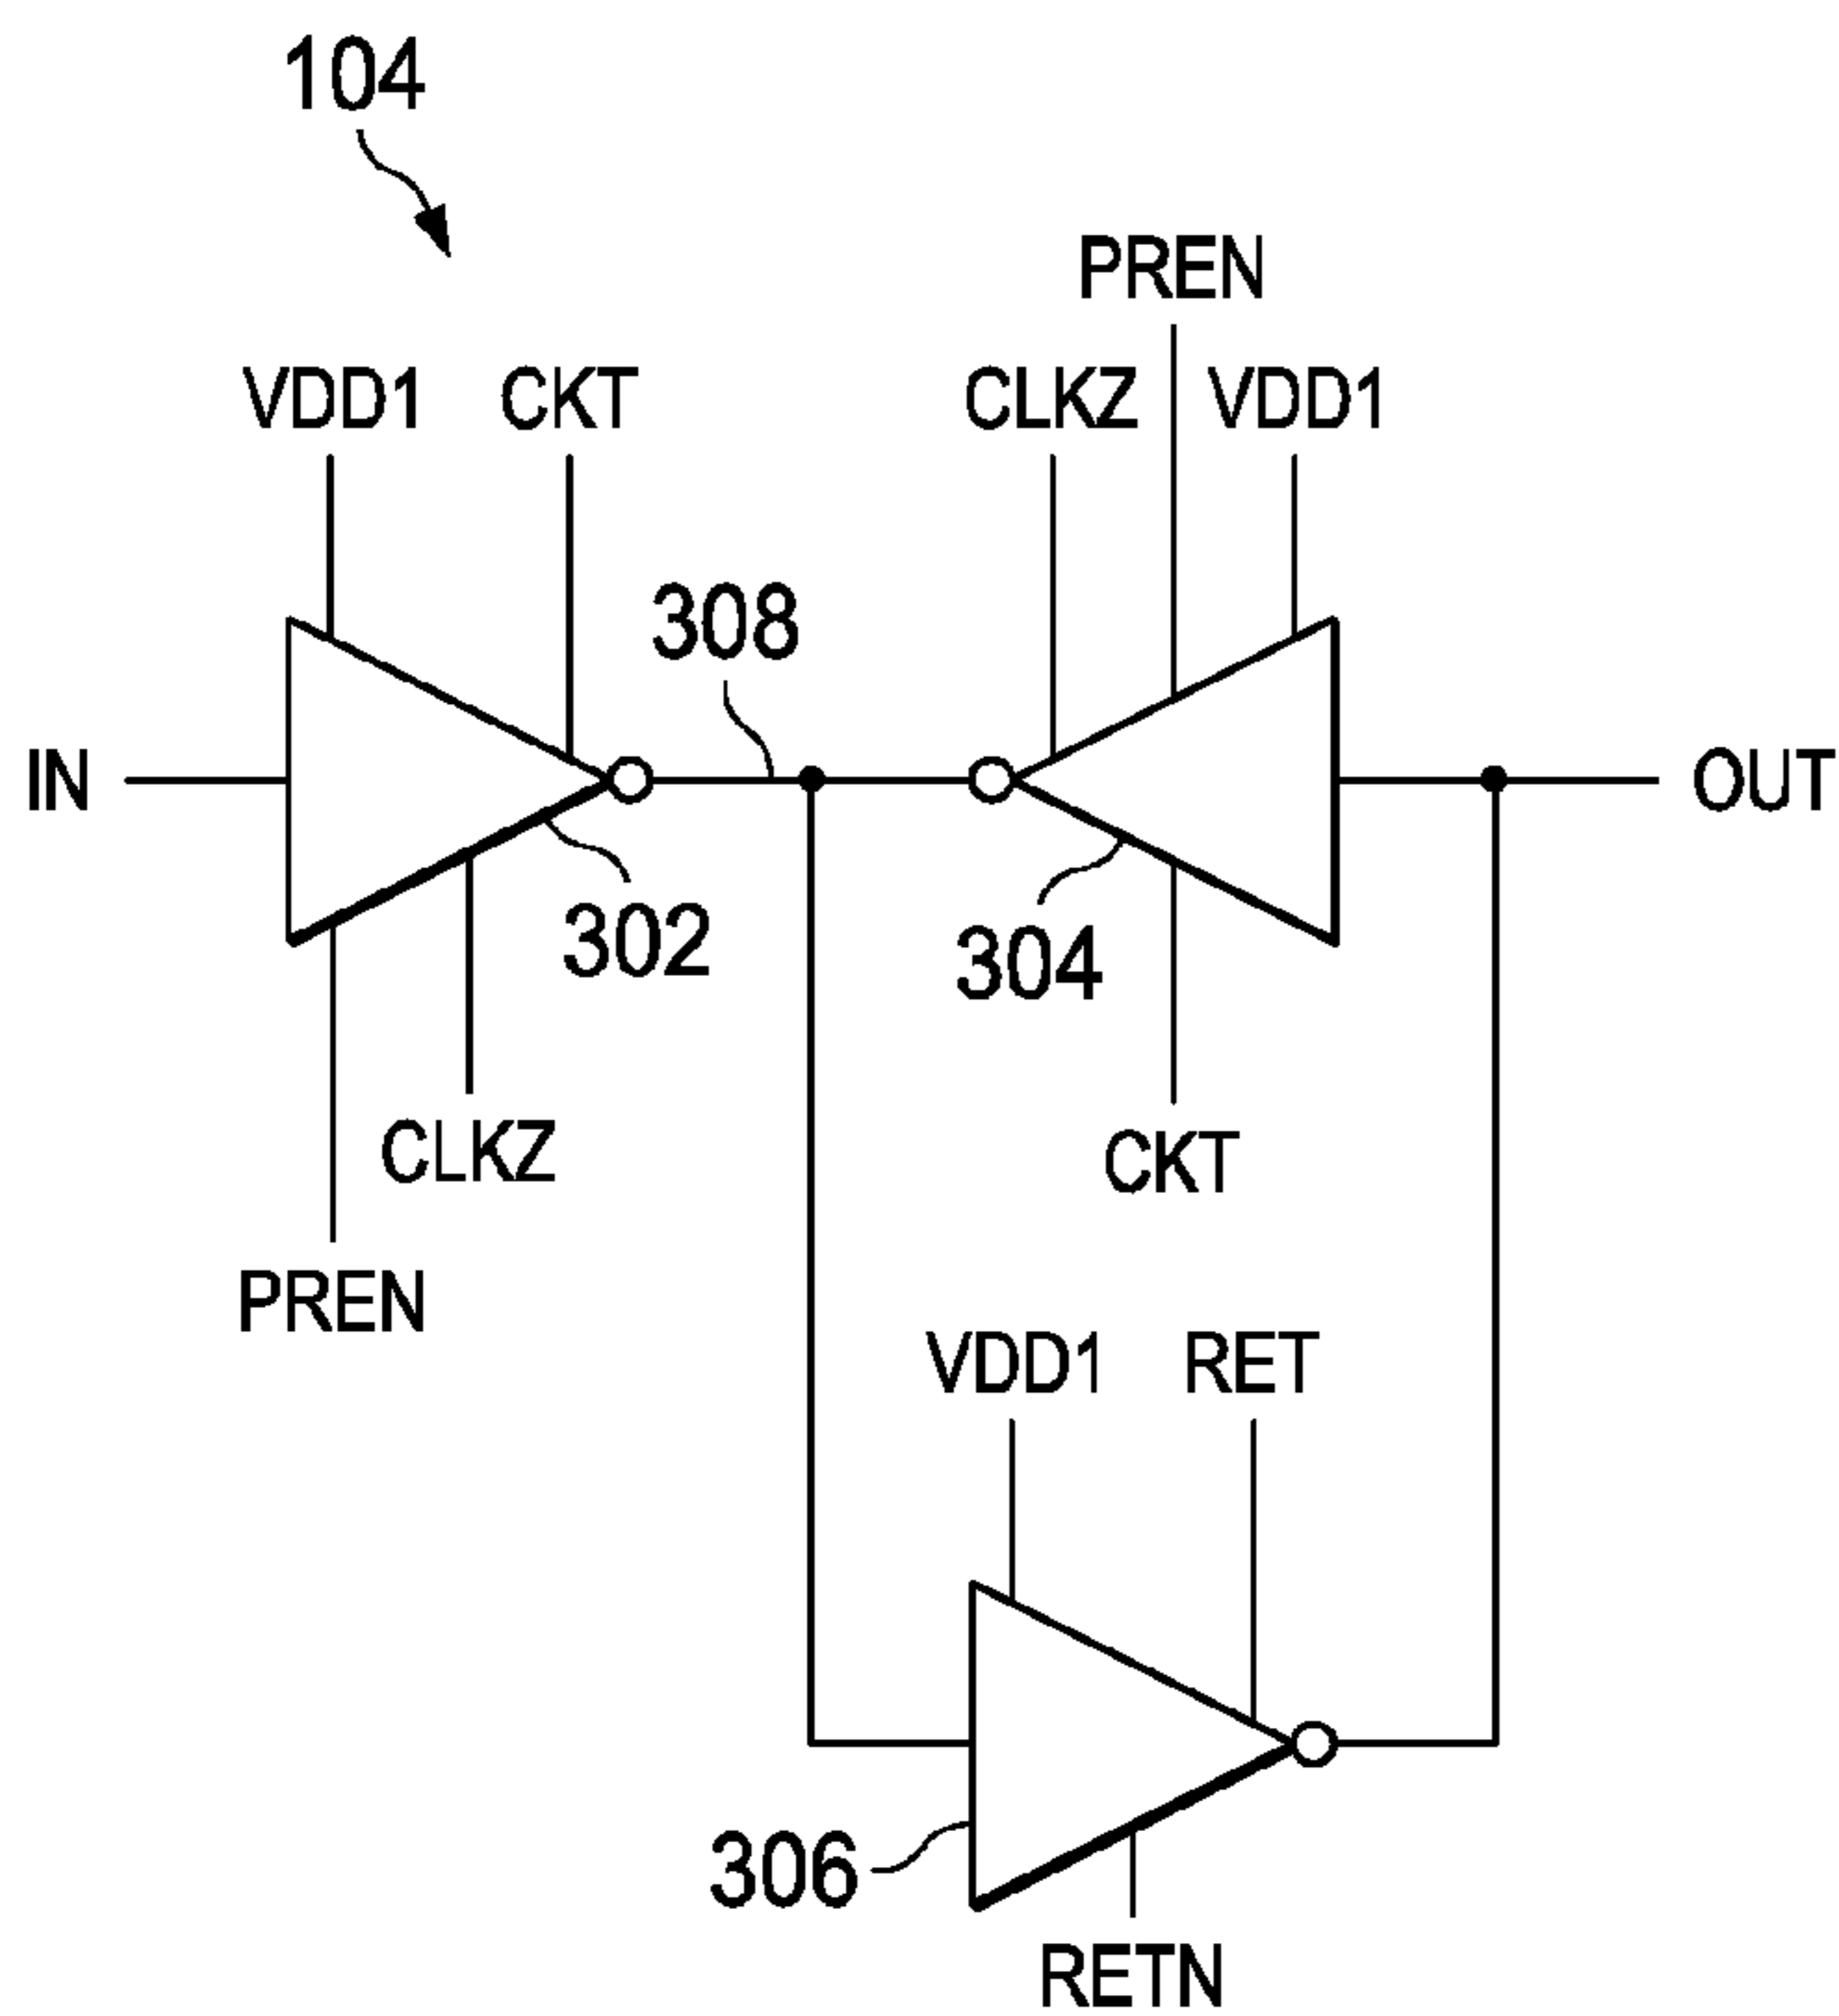 104
PREN
VDD1 CKT CLKZ VDD1
308
IN OUT
302 304
CLKZ CKT
PREN
VDD1 RET
306
RETN